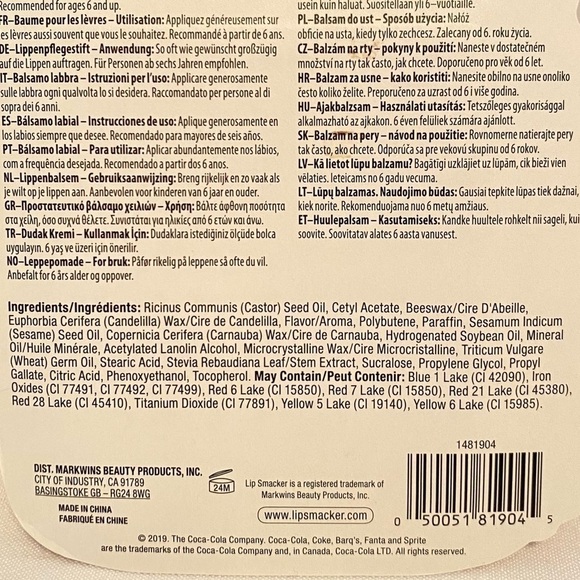 Recommended for ages 6 and up.
FR–Baume pour les lèvres – Utilisation: Appliquez généreusement sur
les lèvres aussi souvent que vous le souhaitez. Recommandé à partir de 6 ans.
DE–Lippenpflegestift – Anwendung: So oft wie gewünscht großzügig
auf die Lippen auftragen. Für Personen ab sechs Jahren empfohlen.
IT–Balsamo labbra – Istruzioni per l'uso: Applicare generosamente
sulle labbra ogni qualvolta lo si desidera. Raccomandato per persone al di
sopra dei 6 anni.
ES–Bálsamo labial – Instrucciones de uso: Aplique generosamente en
los labios siempre que desee. Recomendado para mayores de seis años.
PT–Bálsamo labial – Para utilizar: Aplicar abundantemente nos lábios,
com a frequência desejada. Recomendado a partir dos 6 anos.
NL–Lippenbalsem – Gebruiksaanwijzing: Breng rijkelijk en zo vaak als
je wilt op je lippen aan. Aanbevolen voor kinderen van 6 jaar en ouder.
GR–Προστατευτικό βάλσαμο χειλιών – Χρήση: Βάλτε άφθονη ποσότητα
στα χείλη, όσο συχνά θέλετε. Συνιστάται για ηλικίες από 6 ετών και άνω.
TR–Dudak Kremi – Kullanmak İçin: Dudaklara istediğiniz ölçüde bolca
uygulayın. 6 yaş ve üzeri için önerilir.
NO–Leppepomade – For bruk: Påfør rikelig på leppene så ofte du vil.
Anbefalt for 6 års alder og oppover.
usein kuin haluat. Suositellaan yli 6–vuotiaille.
PL–Balsam do ust – Sposób użycia: Nałóż
obficie na usta, kiedy tylko zechcesz. Zalecany od 6. roku życia.
CZ–Balzám na rty – pokyny k použití: Naneste v dostatečném
množství na rty tak často, jak chcete. Doporučeno pro věk od 6 let.
HR–Balzam za usne – kako koristiti: Nanesite obilno na usne onoliko
često koliko želite. Preporučeno za uzrast od 6 i više godina.
HU–Ajakbalzsam – Használati utasítás: Tetszőleges gyakorisággal
alkalmazható az ajkakon. 6 éven felüliek számára ajánlott.
SK–Balzam na pery – návod na použitie: Rovnomerne natierajte pery
tak často, ako chcete. Odporúča sa pre vekovú skupinu od 6 rokov.
LV–Kā lietot lūpu balzamu? Bagātīgi uzklājiet uz lūpām, cik bieži vien
vēlaties. Ieteicams no 6 gadu vecuma.
LT–Lūpų balzamas. Naudojimo būdas: Gausiai tepkite lūpas tiek dažnai,
kiek norite. Rekomenduojama nuo 6 metų amžiaus.
ET–Huulepalsam – Kasutamiseks: Kandke huultele rohkelt nii sageli, kui
soovite. Soovitatav alates 6 aasta vanusest.
Ingredients/Ingrédients: Ricinus Communis (Castor) Seed Oil, Cetyl Acetate, Beeswax/Cire D'Abeille,
Euphorbia Cerifera (Candelilla) Wax/Cire de Candelilla, Flavor/Aroma, Polybutene, Paraffin, Sesamum Indicum
(Sesame) Seed Oil, Copernicia Cerifera (Carnauba) Wax/Cire de Carnauba, Hydrogenated Soybean Oil, Mineral
Oil/Huile Minérale, Acetylated Lanolin Alcohol, Microcrystalline Wax/Cire Microcristalline, Triticum Vulgare
(Wheat) Germ Oil, Stearic Acid, Stevia Rebaudiana Leaf/Stem Extract, Sucralose, Propylene Glycol, Propyl
Gallate, Citric Acid, Phenoxyethanol, Tocopherol. May Contain/Peut Contenir: Blue 1 Lake (CI 42090), Iron
Oxides (CI 77491, CI 77492, CI 77499), Red 6 Lake (CI 15850), Red 7 Lake (CI 15850), Red 21 Lake (CI 45380),
Red 28 Lake (CI 45410), Titanium Dioxide (CI 77891), Yellow 5 Lake (CI 19140), Yellow 6 Lake (CI 15985).
DIST. MARKWINS BEAUTY PRODUCTS, INC.
CITY OF INDUSTRY, CA 91789
BASINGSTOKE GB – RG24 8WG
MADE IN CHINA
FABRIQUÉ EN CHINE
24M
Lip Smacker is a registered trademark of
Markwins Beauty Products, Inc.
www.lipsmacker.com
1481904
0 50051 81904 5
© 2019. The Coca-Cola Company. Coca-Cola, Coke, Barq's, Fanta and Sprite
are the trademarks of the Coca-Cola Company and, in Canada, Coca-Cola LTD. All rights reserved.